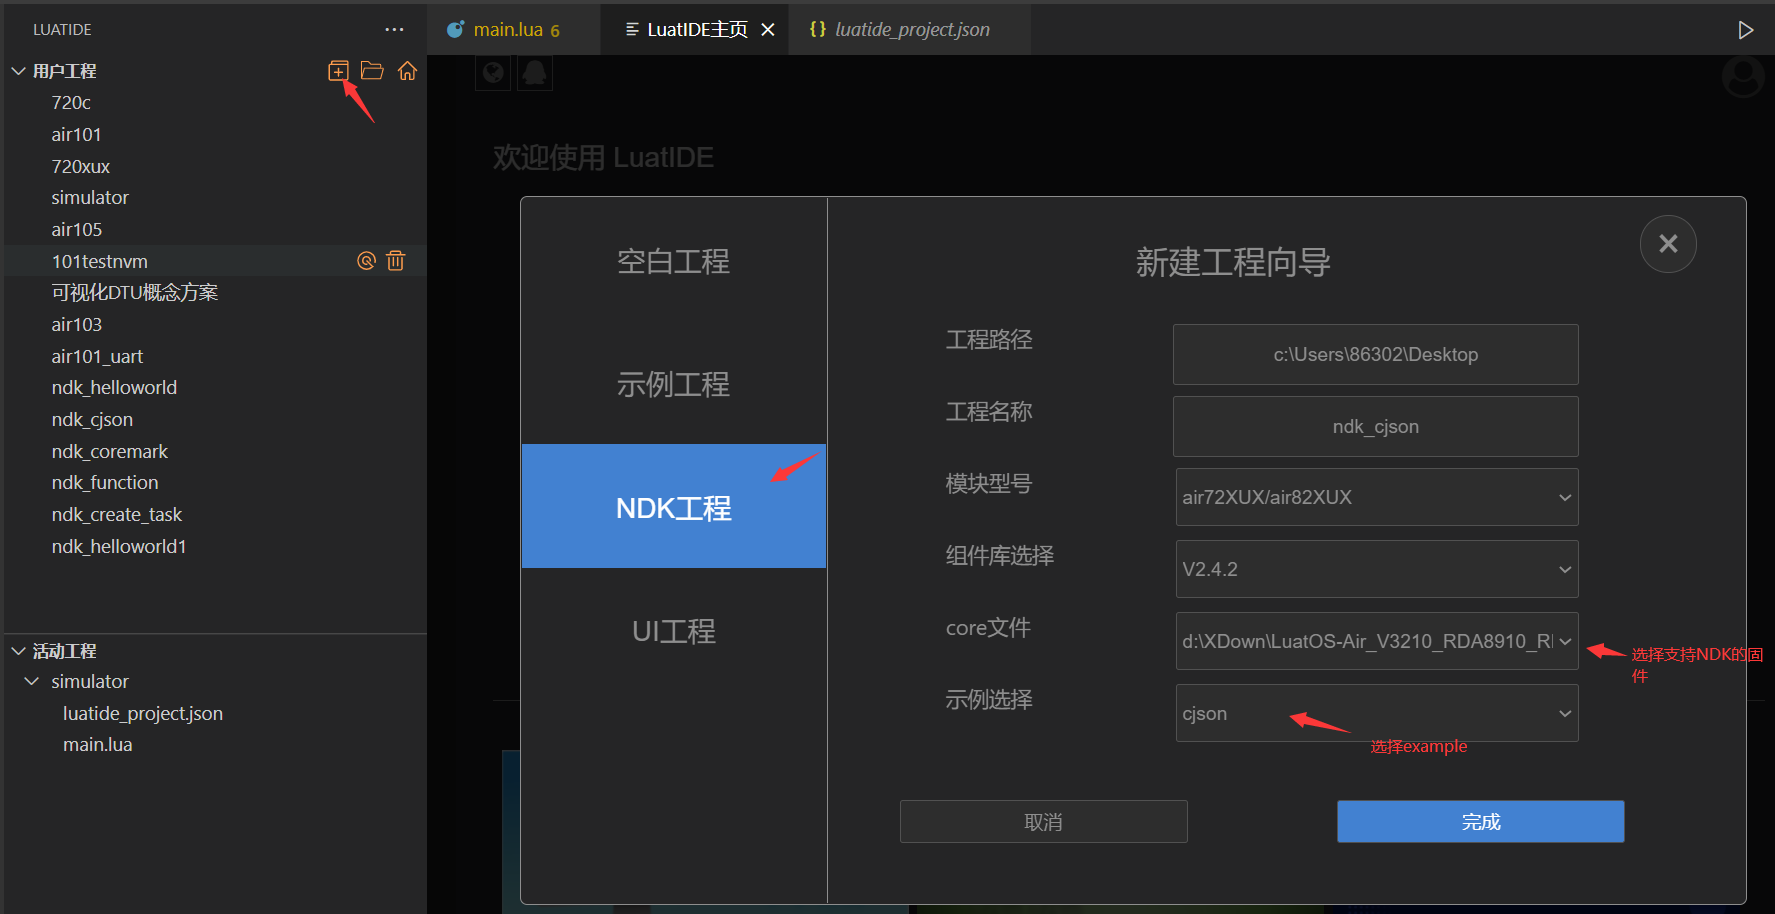 LUATIDE
用户工程
720c
air101
720xux
simulator
air105
101testnvm
可视化DTU概念方案
air103
air101_uart
ndk_helloworld
ndk_cjson
ndk_coremark
ndk_function
ndk_create_task
ndk_helloworld1
活动工程
simulator
luatide_project.json
main.lua
main.lua 6
LuatIDE主页
{} luatide_project.json
欢迎使用 LuatIDE
空白工程
示例工程
NDK工程
UI工程
新建工程向导
工程路径
c:\Users\86302\Desktop
工程名称
ndk_cjson
模块型号
air72XUX/air82XUX
组件库选择
V2.4.2
core文件
d:\XDown\LuatOS-Air_V3210_RDA8910_R
选择支持NDK的固
件
示例选择
cjson
选择example
取消
完成